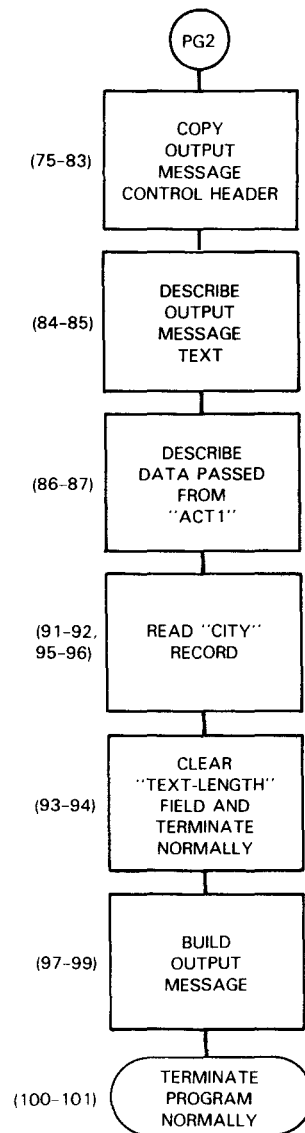 PG2
(75-83)
COPY
OUTPUT
MESSAGE
CONTROL HEADER
(84-85)
DESCRIBE
OUTPUT
MESSAGE
TEXT
(86-87)
DESCRIBE
DATA PASSED
FROM
"ACT1"
(91-92,
95-96)
READ "CITY"
RECORD
(93-94)
CLEAR
"TEXT-LENGTH"
FIELD AND
TERMINATE
NORMALLY
(97-99)
BUILD
OUTPUT
MESSAGE
(100-101)
TERMINATE
PROGRAM
NORMALLY